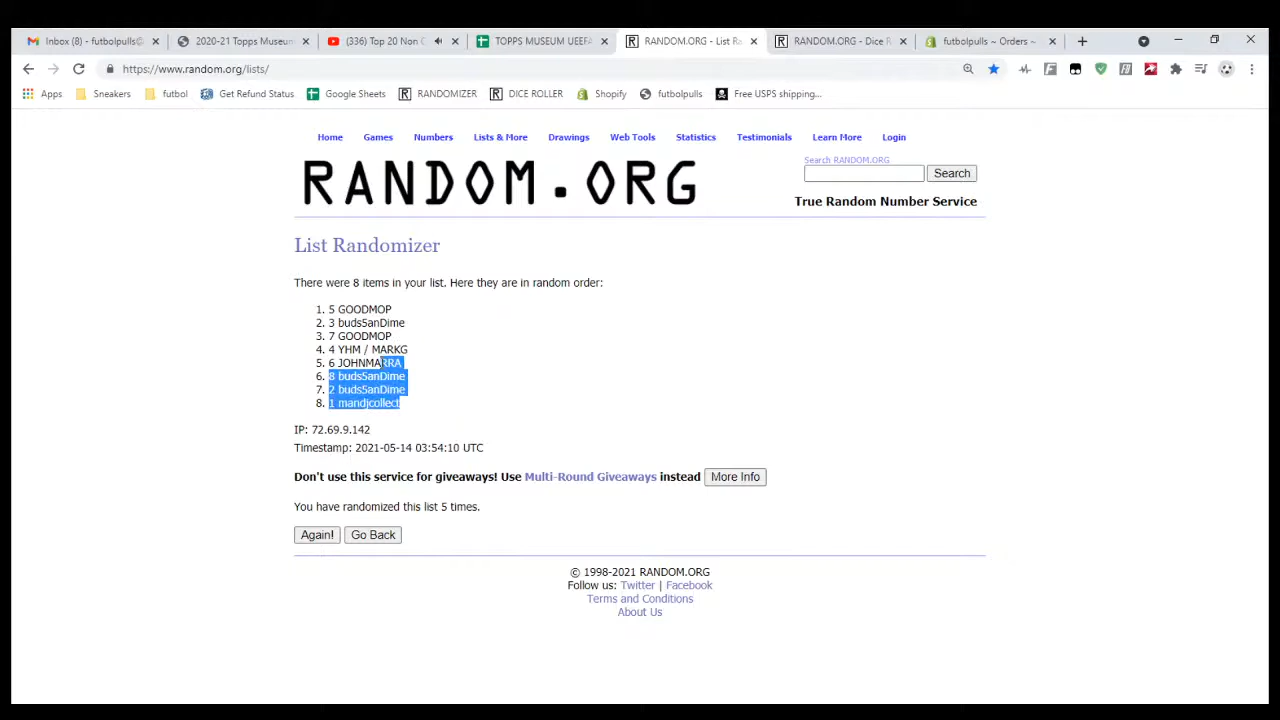 Inbox (8) - futbolpulls@
2020-21 Topps Museum
(336) Top 20 Non C
TOPPS MUSEUM UEFA
RANDOM.ORG - List Ra
RANDOM.ORG - Dice R
futbolpulls ~ Orders ~
https://www.random.org/lists/
Apps
Sneakers
futbol
Get Refund Status
Google Sheets
RANDOMIZER
DICE ROLLER
Shopify
futbolpulls
Free USPS shipping...
Home Games Numbers Lists & More Drawings Web Tools Statistics Testimonials Learn More Login
RANDOM.ORG
Search RANDOM.ORG
Search
True Random Number Service
List Randomizer
There were 8 items in your list. Here they are in random order:
1. 5 GOODMOP
2. 3 buds5anDime
3. 7 GOODMOP
4. 4 YHM / MARKG
5. 6 JOHNMARRA
6. 8 buds5anDime
7. 2 buds5anDime
8. 1 mandjcollect
IP: 72.69.9.142
Timestamp: 2021-05-14 03:54:10 UTC
Don't use this service for giveaways! Use Multi-Round Giveaways instead More Info
You have randomized this list 5 times.
Again! Go Back
© 1998-2021 RANDOM.ORG
Follow us: Twitter | Facebook
Terms and Conditions
About Us